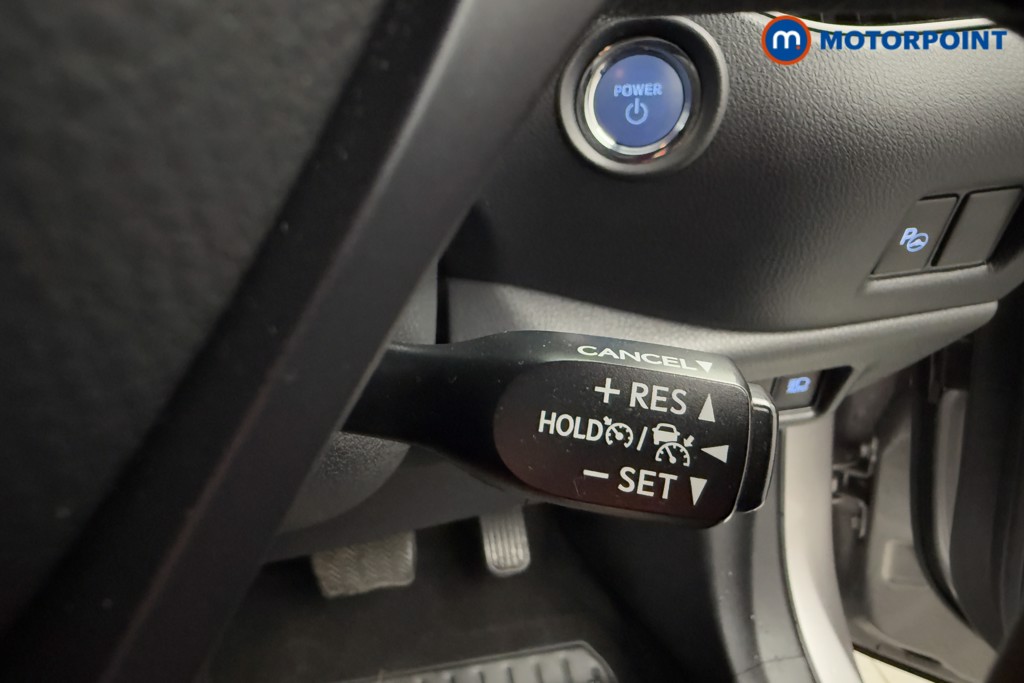 m MOTORPOINT
POWER
P
CANCEL▼
+ RES ▲
HOLD / ◀
− SET ▼